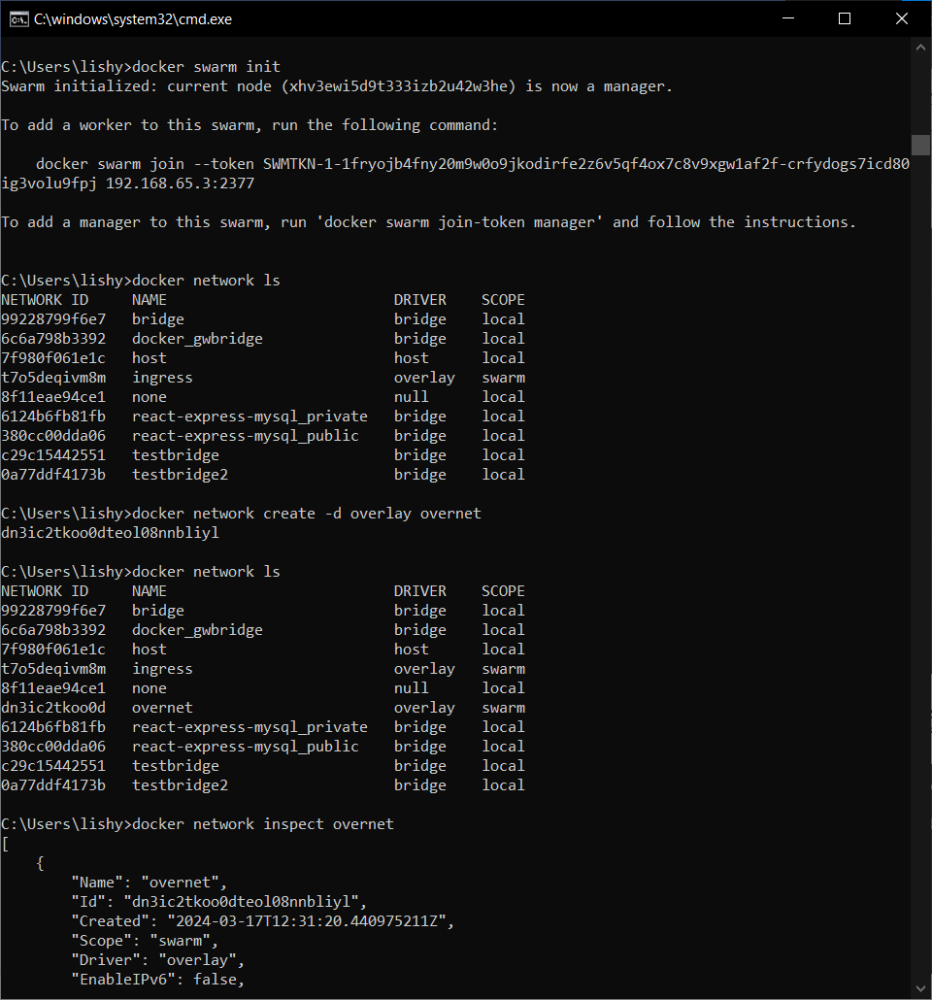 C:\windows\system32\cmd.exe
C:\Users\lishy>docker swarm init
Swarm initialized: current node (xhv3ewi5d9t333izb2u42w3he) is now a manager.
To add a worker to this swarm, run the following command:
    docker swarm join --token SWMTKN-1-1fryojb4fny20m9w0o9jkodirfe2z6v5qf4ox7c8v9xgw1af2f-crfydogs7icd80
ig3volu9fpj 192.168.65.3:2377
To add a manager to this swarm, run 'docker swarm join-token manager' and follow the instructions.
C:\Users\lishy>docker network ls
NETWORK ID     NAME                          DRIVER    SCOPE
99228799f6e7   bridge                        bridge    local
6c6a798b3392   docker_gwbridge               bridge    local
7f980f061e1c   host                          host      local
t7o5deqivm8m   ingress                       overlay   swarm
8f11eae94ce1   none                          null      local
6124b6fb81fb   react-express-mysql_private   bridge    local
380cc00dda06   react-express-mysql_public    bridge    local
c29c15442551   testbridge                    bridge    local
0a77ddf4173b   testbridge2                   bridge    local
C:\Users\lishy>docker network create -d overlay overnet
dn3ic2tkoo0dteol08nnbliyl
C:\Users\lishy>docker network ls
NETWORK ID     NAME                          DRIVER    SCOPE
99228799f6e7   bridge                        bridge    local
6c6a798b3392   docker_gwbridge               bridge    local
7f980f061e1c   host                          host      local
t7o5deqivm8m   ingress                       overlay   swarm
8f11eae94ce1   none                          null      local
dn3ic2tkoo0d   overnet                       overlay   swarm
6124b6fb81fb   react-express-mysql_private   bridge    local
380cc00dda06   react-express-mysql_public    bridge    local
c29c15442551   testbridge                    bridge    local
0a77ddf4173b   testbridge2                   bridge    local
C:\Users\lishy>docker network inspect overnet
[
    {
        "Name": "overnet",
        "Id": "dn3ic2tkoo0dteol08nnbliyl",
        "Created": "2024-03-17T12:31:20.440975211Z",
        "Scope": "swarm",
        "Driver": "overlay",
        "EnableIPv6": false,